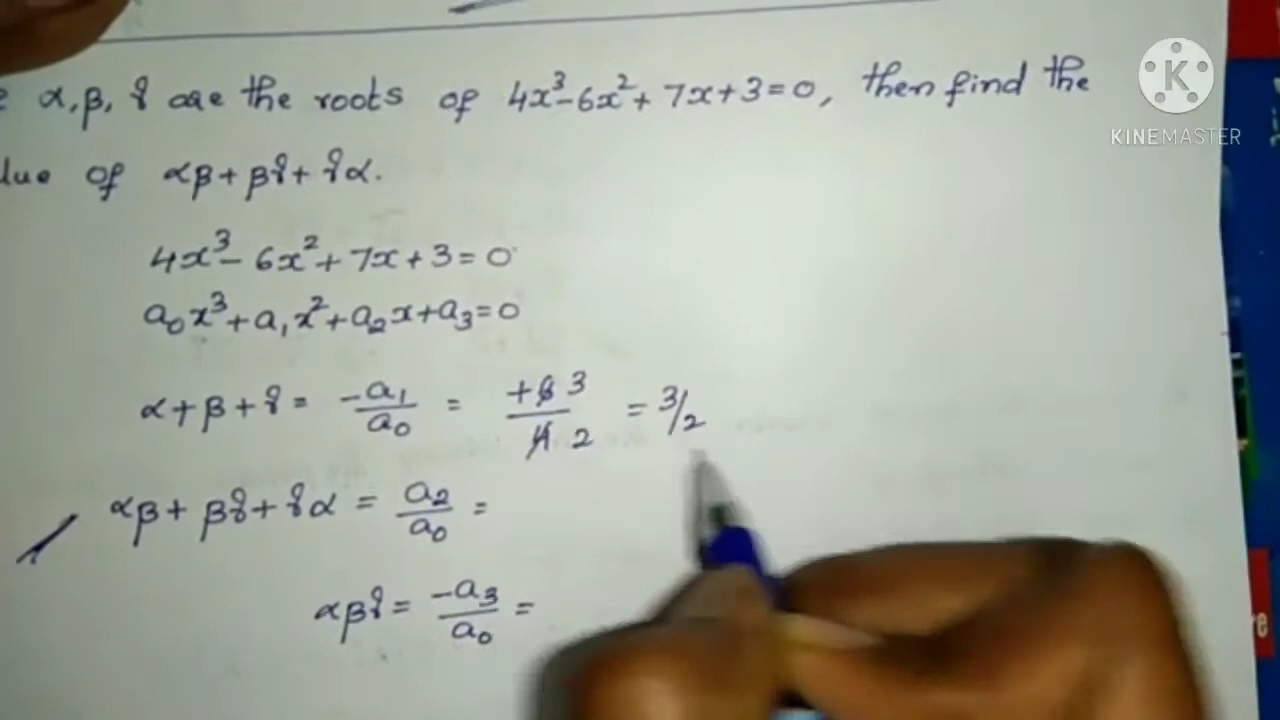 α, β, γ are the roots of 4x³-6x²+7x+3=0, then find the
of αβ+βγ+γα.
4x³-6x²+7x+3=0
a₀x³+a₁x²+a₂x+a₃=0
α+β+γ = -a₁/a₀ = +6 3/4 2 = 3/2
αβ+βγ+γα = a₂/a₀ =
αβγ = -a₃/a₀ =
K
KINEMASTER